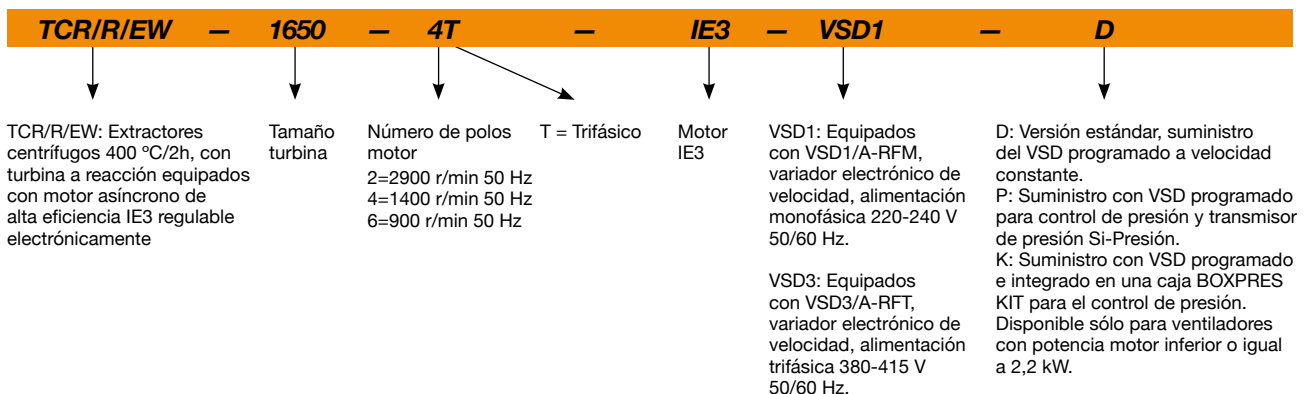 TCR/R/EW — 1650 — 4T — IE3 — VSD1 — D
TCR/R/EW: Extractores
centrífugos 400 ºC/2h, con
turbina a reacción equipados
con motor asíncrono de
alta eficiencia IE3 regulable
electrónicamente
Tamaño
turbina
Número de polos
motor
2=2900 r/min 50 Hz
4=1400 r/min 50 Hz
6=900 r/min 50 Hz
T = Trifásico
Motor
IE3
VSD1: Equipados
con VSD1/A-RFM,
variador electrónico de
velocidad, alimentación
monofásica 220-240 V
50/60 Hz.
VSD3: Equipados
con VSD3/A-RFT,
variador electrónico de
velocidad, alimentación
trifásica 380-415 V
50/60 Hz.
D: Versión estándar, suministro
del VSD programado a velocidad
constante.
P: Suministro con VSD programado
para control de presión y transmisor
de presión Si-Presión.
K: Suministro con VSD programado
e integrado en una caja BOXPRES
KIT para el control de presión.
Disponible sólo para ventiladores
con potencia motor inferior o igual
a 2,2 kW.